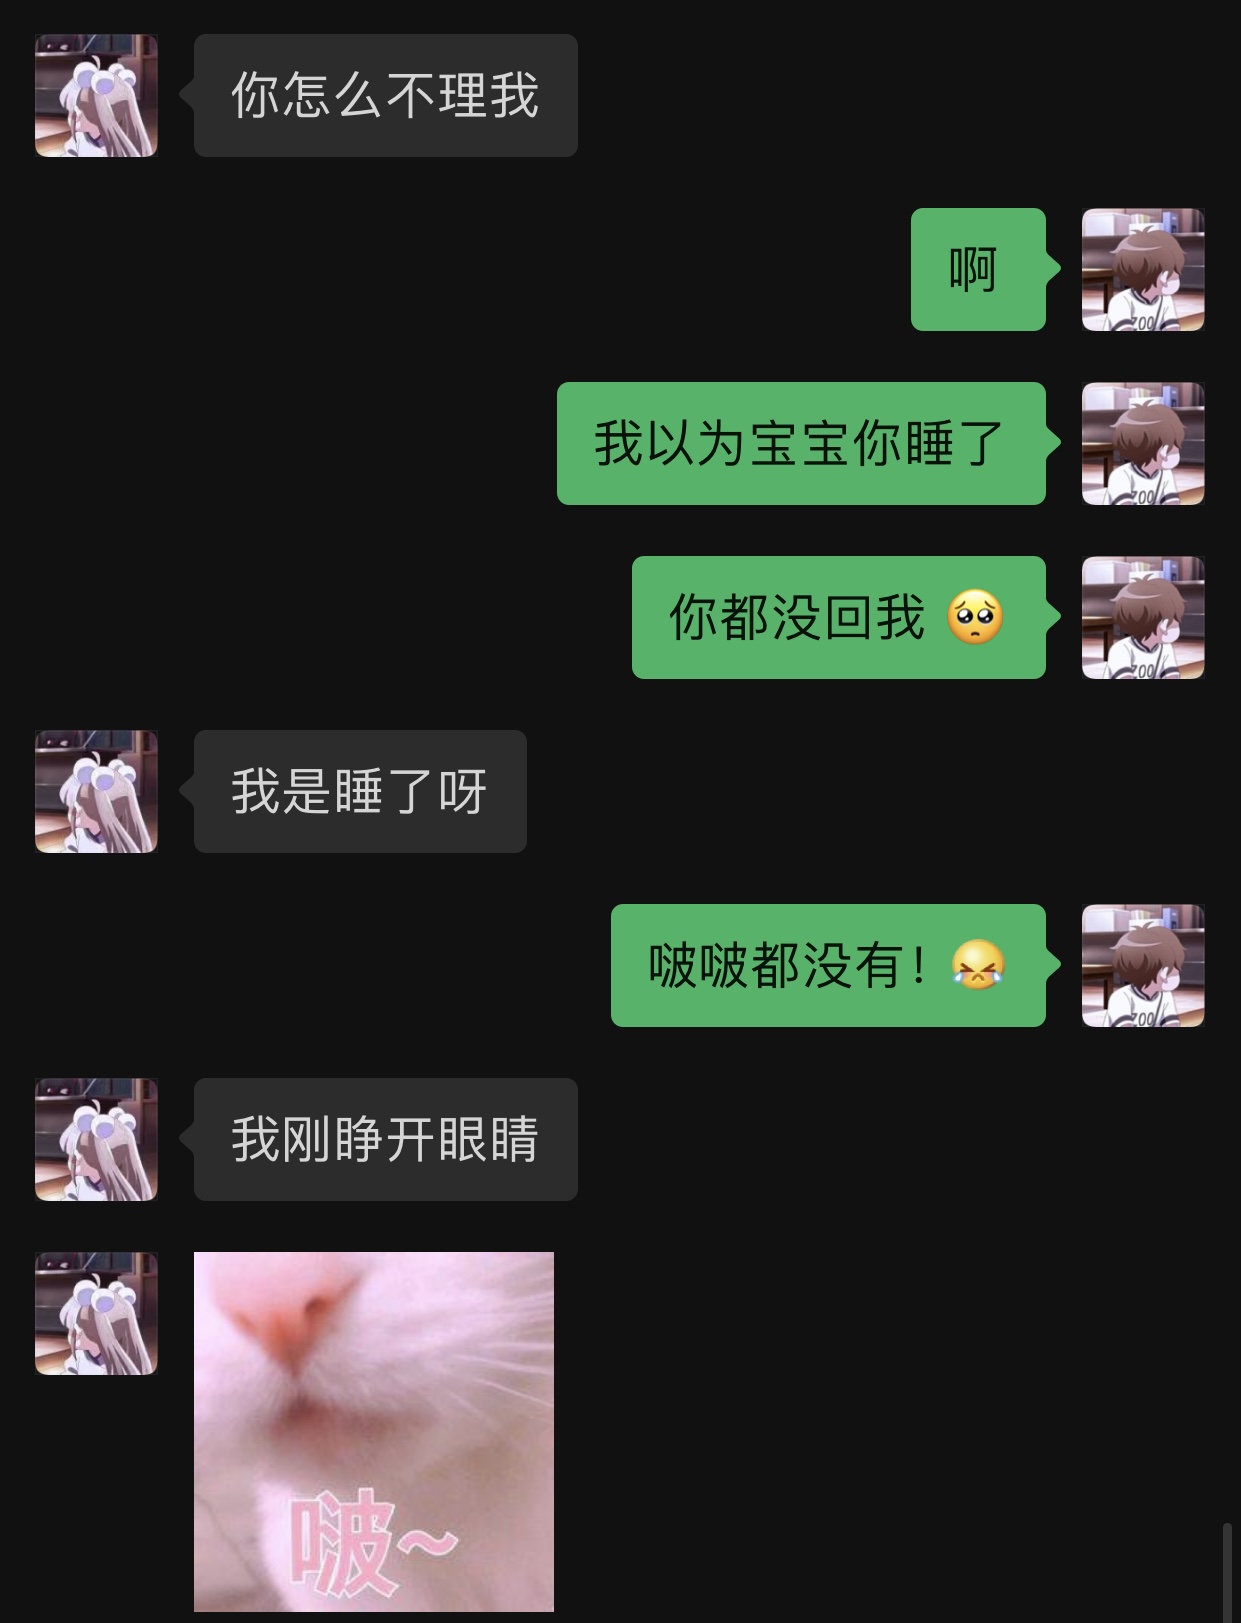 你怎么不理我
啊
我以为宝宝你睡了
你都没回我 🥺
我是睡了呀
啵啵都没有！😹
我刚睁开眼睛
啵~